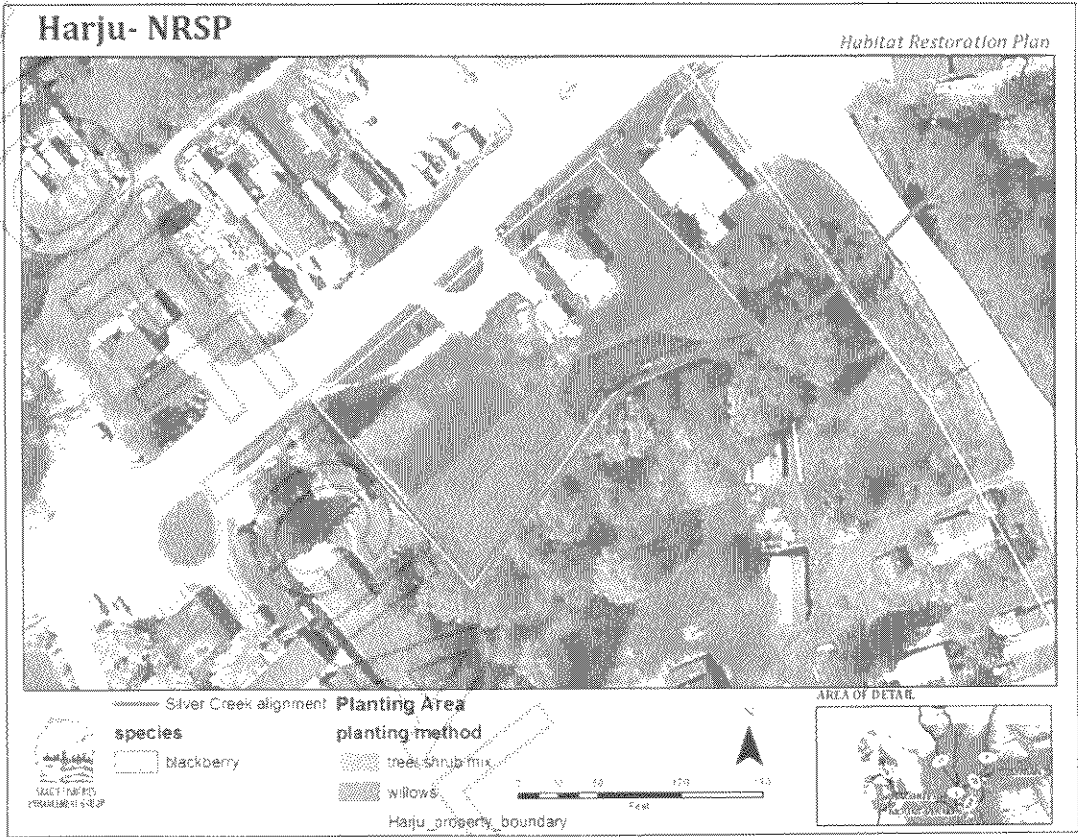 Harju- NRSP
Habitat Restoration Plan
Silver Creek alignment
species
blackberry
Planting Area
planting method
tree/shrub mix
willows
Harju_property_boundary
Feet
AREA OF DETAIL